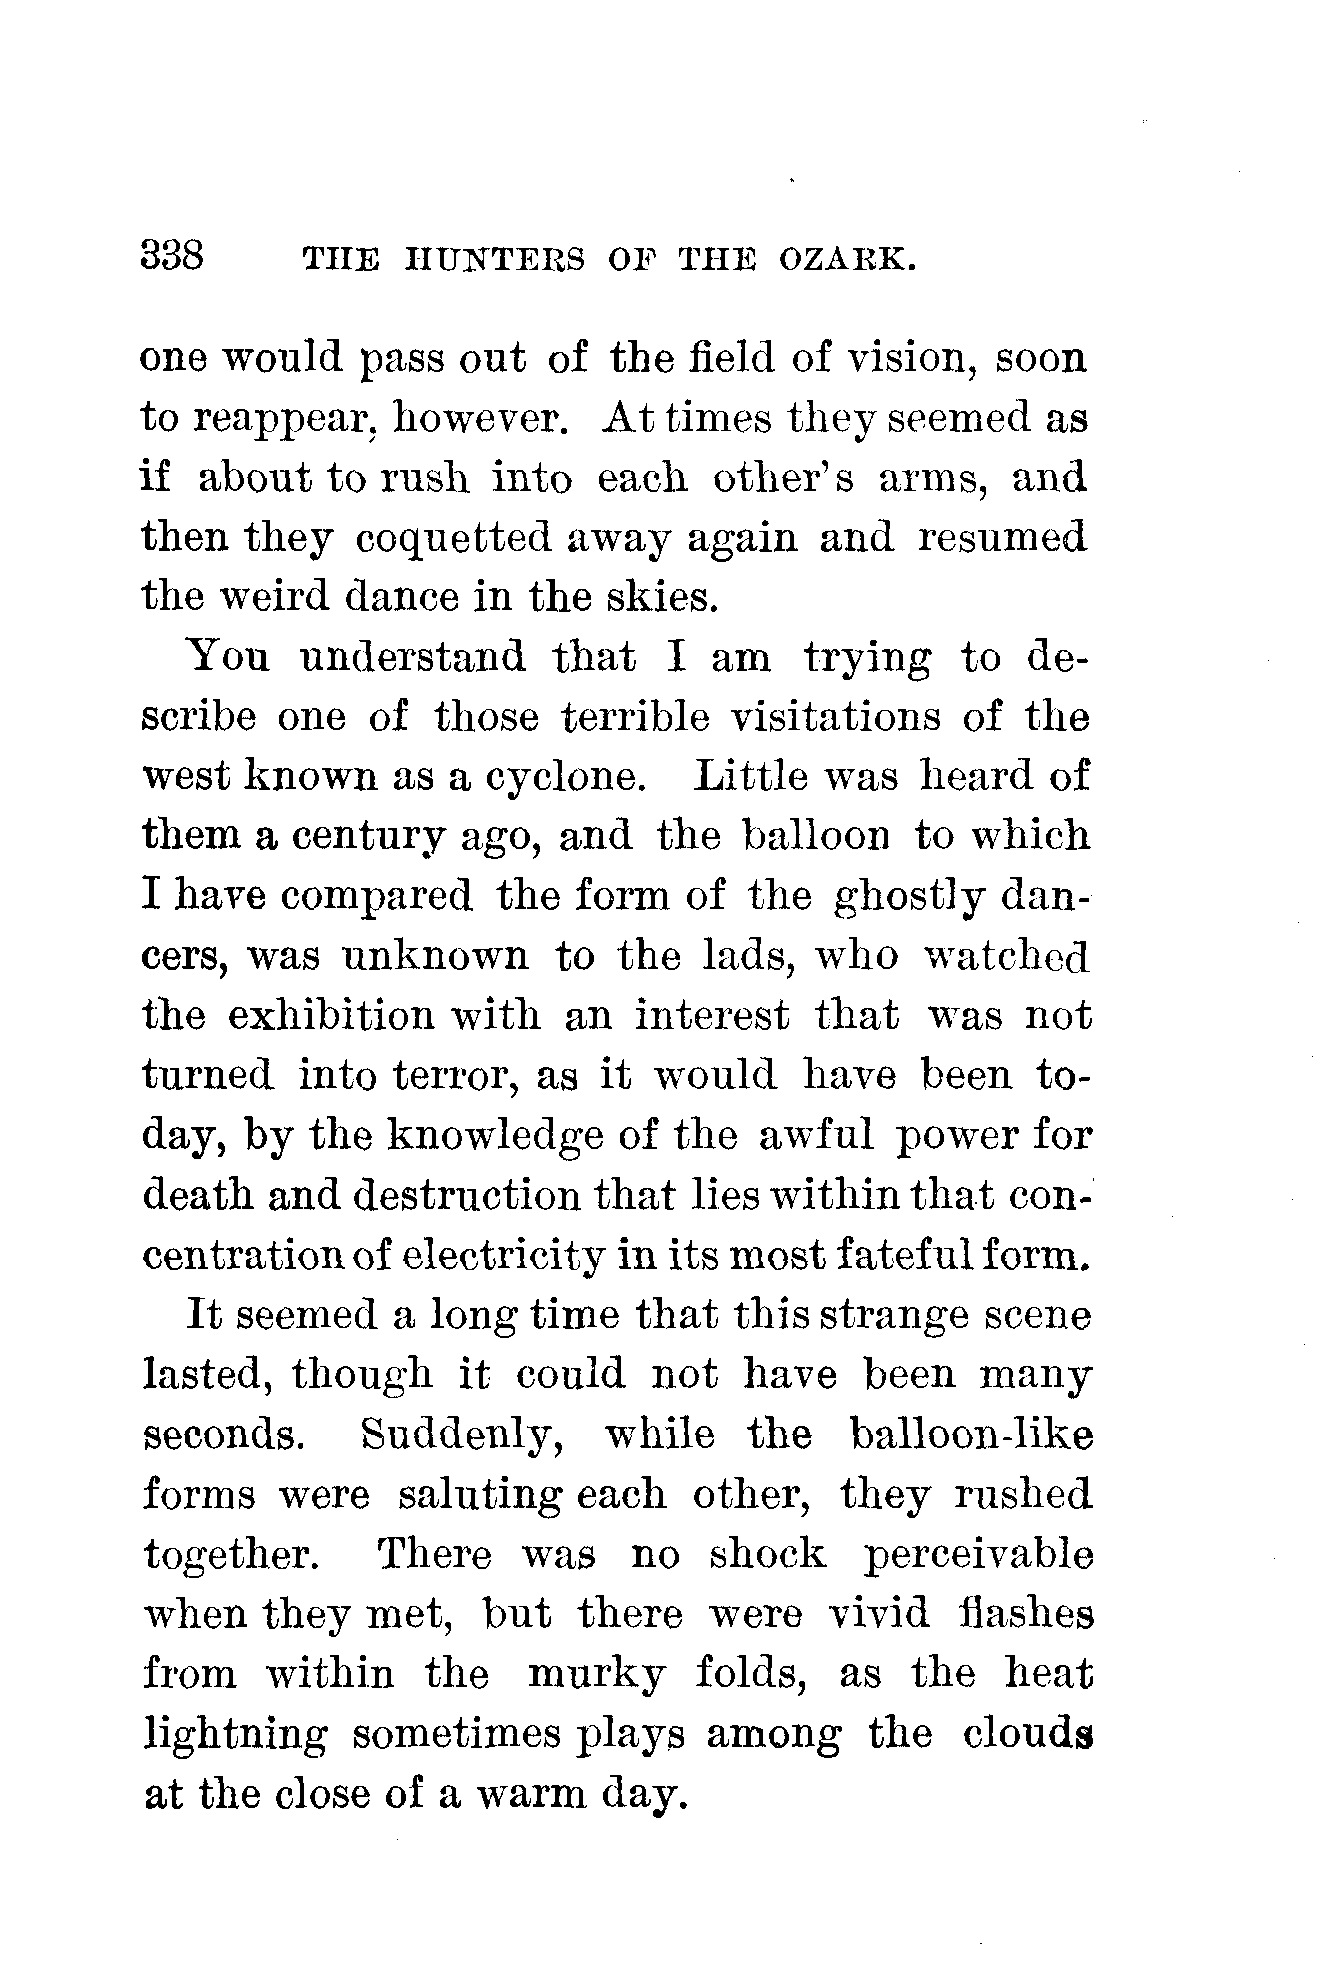 338 THE HUNTERS OF THE OZARK.
one would pass out of the field of vision, soon
to reappear, however. At times they seemed as
if about to rush into each other's arms, and
then they coquetted away again and resumed
the weird dance in the skies.
You understand that I am trying to de-
scribe one of those terrible visitations of the
west known as a cyclone. Little was heard of
them a century ago, and the balloon to which
I have compared the form of the ghostly dan-
cers, was unknown to the lads, who watched
the exhibition with an interest that was not
turned into terror, as it would have been to-
day, by the knowledge of the awful power for
death and destruction that lies within that con-
centration of electricity in its most fateful form.
It seemed a long time that this strange scene
lasted, though it could not have been many
seconds. Suddenly, while the balloon-like
forms were saluting each other, they rushed
together. There was no shock perceivable
when they met, but there were vivid flashes
from within the murky folds, as the heat
lightning sometimes plays among the clouds
at the close of a warm day.